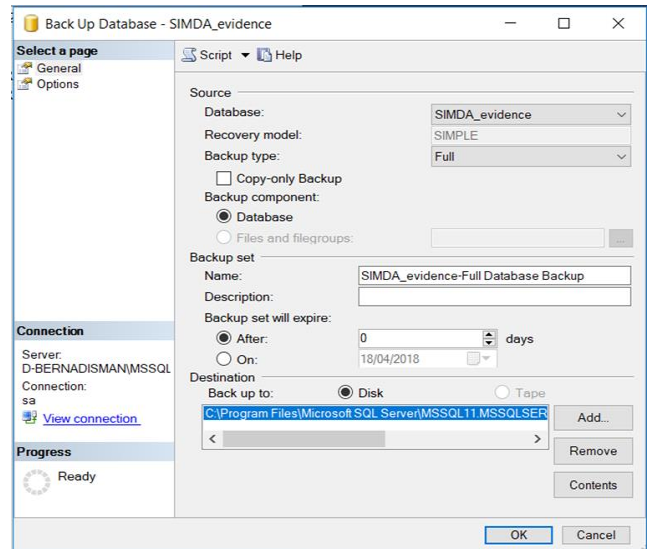 Back Up Database - SIMDA_evidence
Select a page
General
Options
Script
Help
Source
Database: SIMDA_evidence
Recovery model: SIMPLE
Backup type: Full
Copy-only Backup
Backup component:
Database
Files and filegroups:
...
Backup set
Name: SIMDA_evidence-Full Database Backup
Description:
Backup set will expire:
After: 0 days
On: 18/04/2018
Destination
Back up to: Disk Tape
C:\Program Files\Microsoft SQL Server\MSSQL11.MSSQLSER
Add...
Remove
Contents
Connection
Server:
D-BERNADISMAN\MSSQL
Connection:
sa
View connection
Progress
Ready
OK Cancel